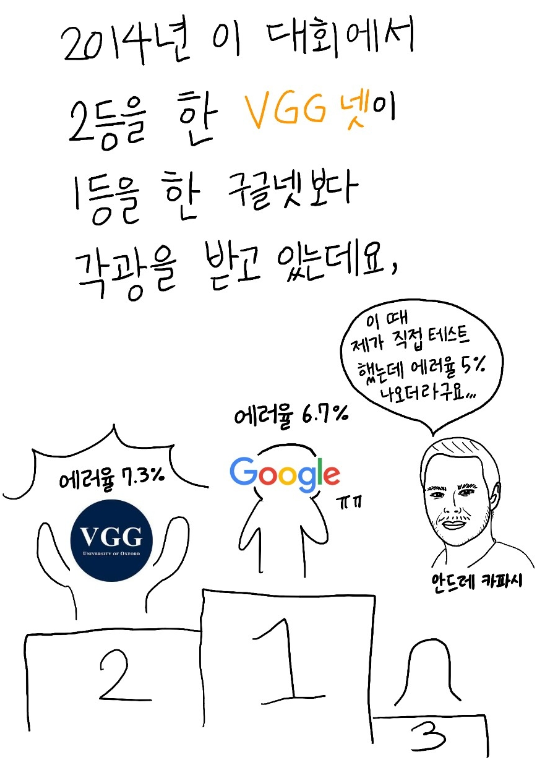 2014년 이 대회에서
2등을 한 VGG넷이
1등을 한 구글넷보다
각광을 받고 있는데요,
이 때
제가 직접 테스트
했는데 에러율 5%
나오더라구요...
에러율 6.7%
에러율 7.3%
Google
ㅠㅠ
VGG
UNIVERSITY OF OXFORD
안드레 카파시
2
1
3